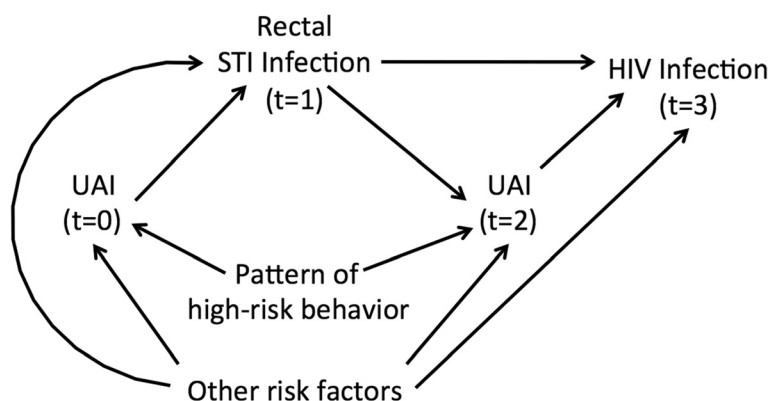 Rectal
STI Infection
(t=1)
HIV Infection
(t=3)
UAI
(t=0)
UAI
(t=2)
Pattern of
high-risk behavior
Other risk factors